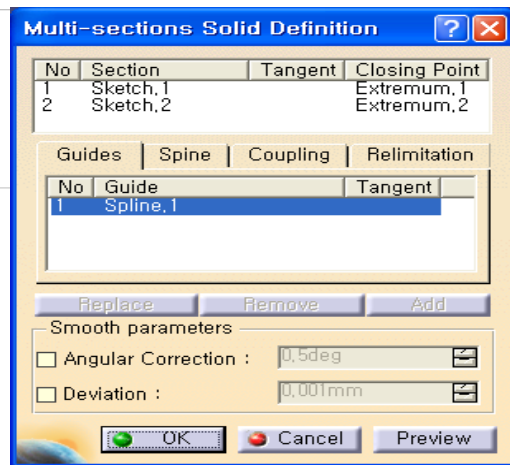 Multi-sections Solid Definition
No Section Tangent Closing Point
1 Sketch,1 Extremum,1
2 Sketch,2 Extremum,2
Guides Spine Coupling Relimitation
No Guide Tangent
1 Spline,1
Replace Remove Add
Smooth parameters
Angular Correction : 0,5deg
Deviation : 0,001mm
OK Cancel Preview